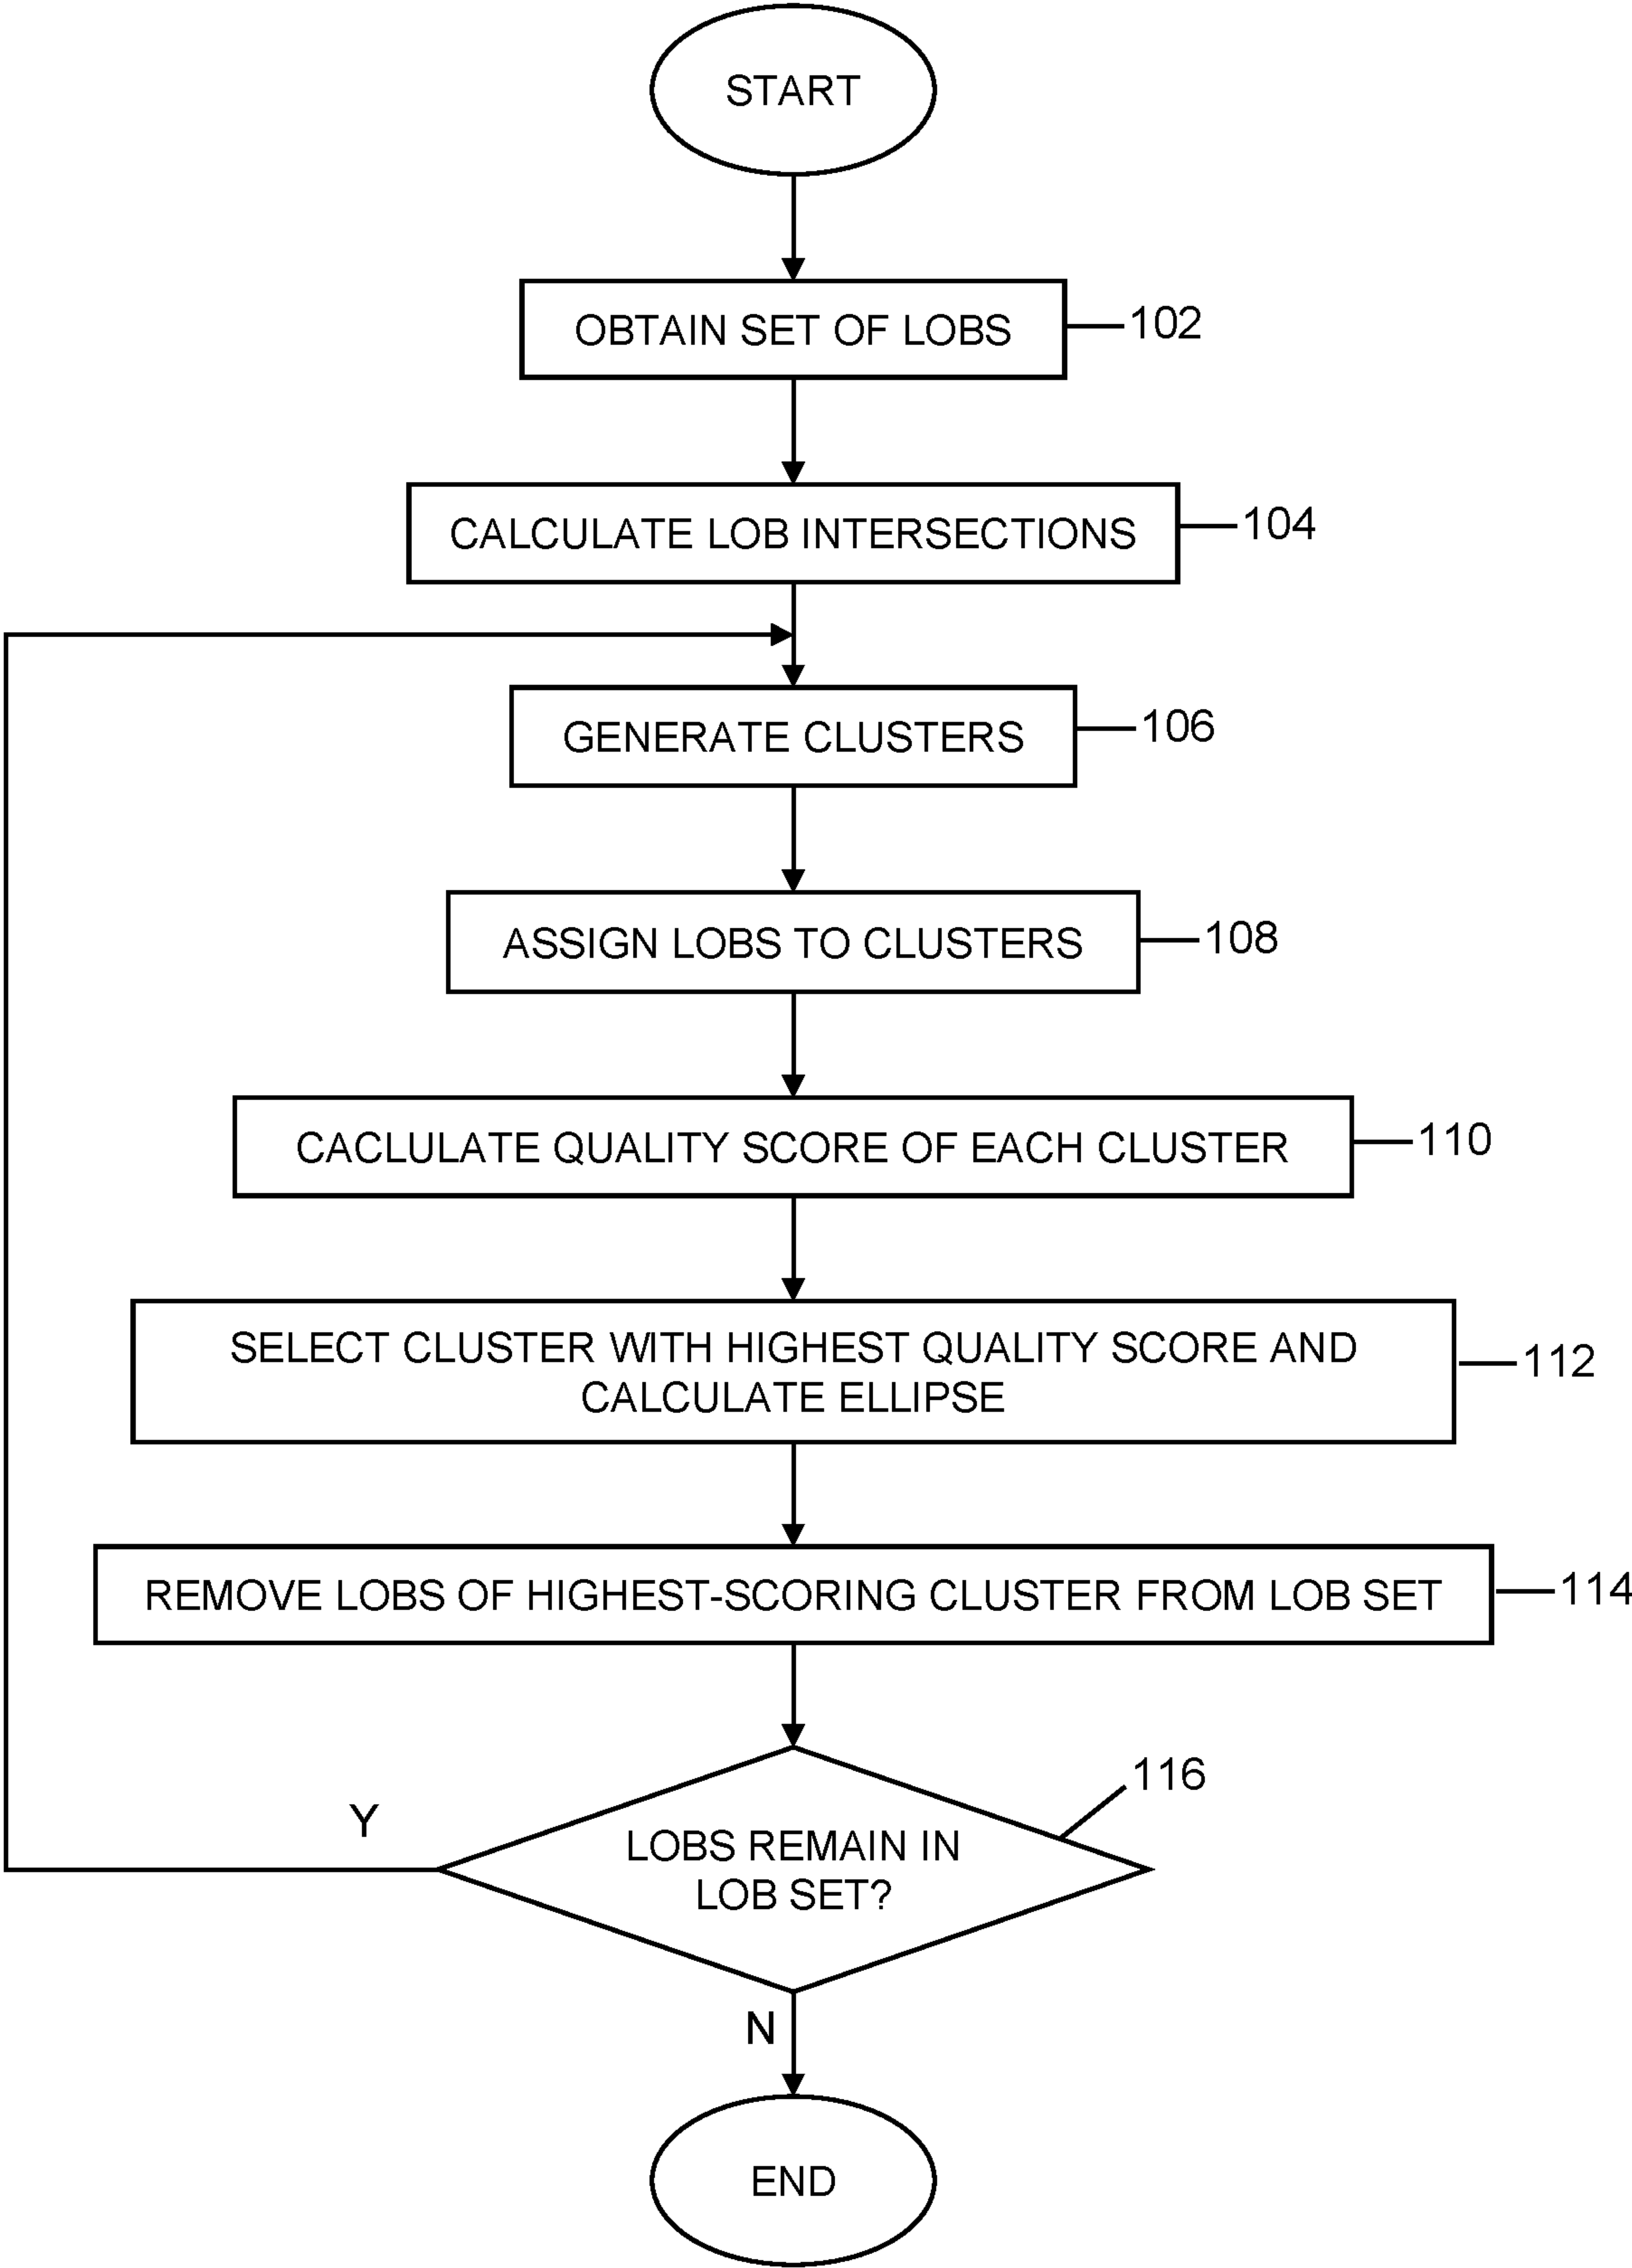 START
OBTAIN SET OF LOBS
102
CALCULATE LOB INTERSECTIONS
104
GENERATE CLUSTERS
106
ASSIGN LOBS TO CLUSTERS
108
CACLULATE QUALITY SCORE OF EACH CLUSTER
110
SELECT CLUSTER WITH HIGHEST QUALITY SCORE AND
CALCULATE ELLIPSE
112
REMOVE LOBS OF HIGHEST-SCORING CLUSTER FROM LOB SET
114
116
Y
LOBS REMAIN IN
LOB SET?
N
END